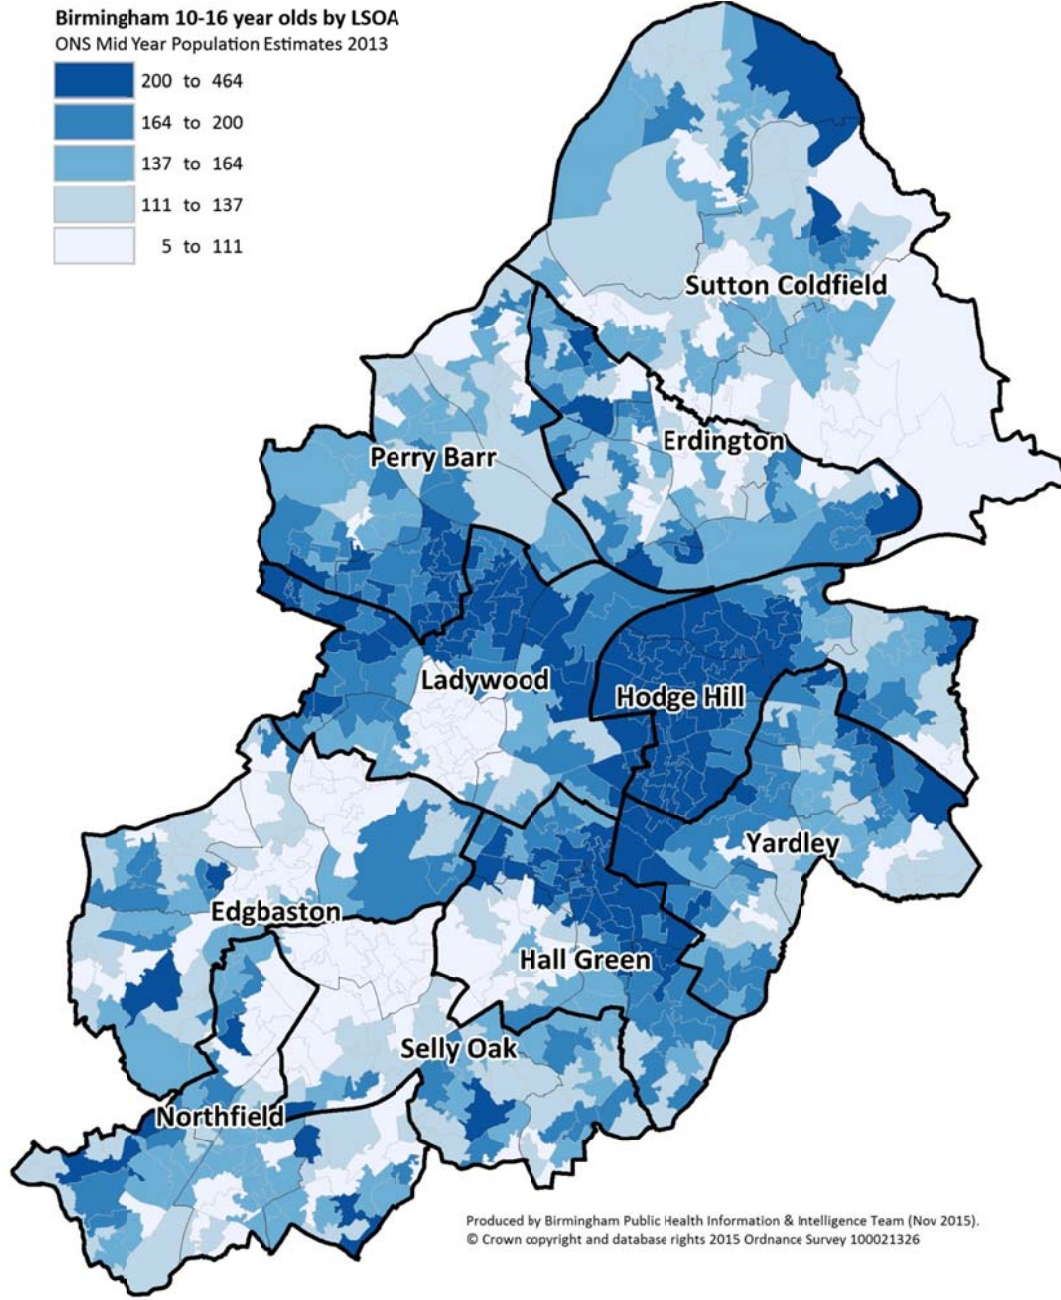 Birmingham 10-16 year olds by LSOA
ONS Mid Year Population Estimates 2013
200 to 464
164 to 200
137 to 164
111 to 137
5 to 111
Sutton Coldfield
Erdington
Perry Barr
Ladywood
Hodge Hill
Yardley
Edgbaston
Hall Green
Selly Oak
Northfield
Produced by Birmingham Public Health Information & Intelligence Team (Nov 2015).
© Crown copyright and database rights 2015 Ordnance Survey 100021326